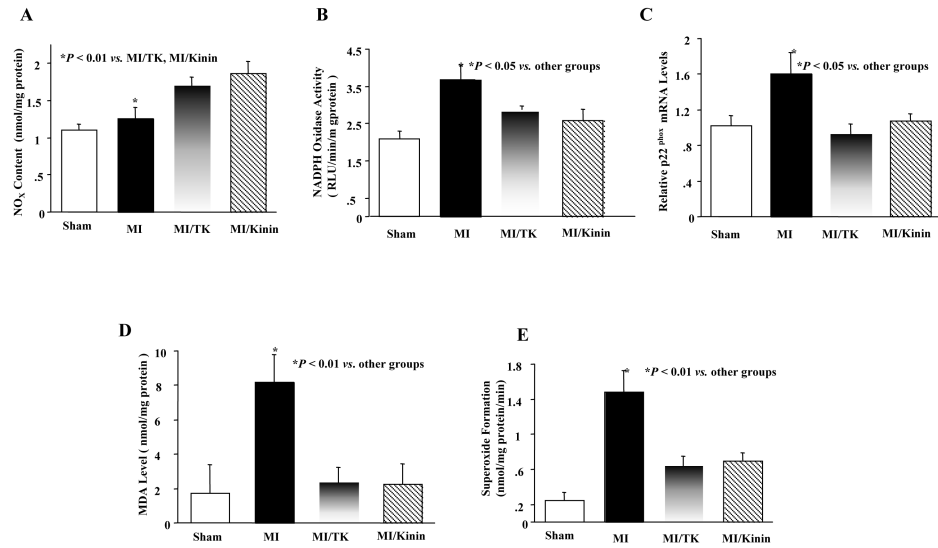 A
*P < 0.01 vs. MI/TK, MI/Kinin
NOX Content (nmol/mg protein)
2
1.5
1
.5
0
*
Sham
MI
MI/TK
MI/Kinin
B
*P < 0.05 vs. other groups
NADPH Oxidase Activity
( RLU/min/m gprotein )
4.5
3.5
2.5
1.5
.5
0
*
Sham
MI
MI/TK
MI/Kinin
C
*P < 0.05 vs. other groups
Relative p22 phox mRNA Levels
2
1.6
1.2
.8
.4
0
*
Sham
MI
MI/TK
MI/Kinin
D
*P < 0.01 vs. other groups
MDA Level ( nmol/mg protein )
10
8
6
4
2
0
*
Sham
MI
MI/TK
MI/Kinin
E
*P < 0.01 vs. other groups
Superoxide Formation
(nmol/mg protein/min)
1.8
1.4
1
.6
.2
0
*
Sham
MI
MI/TK
MI/Kinin